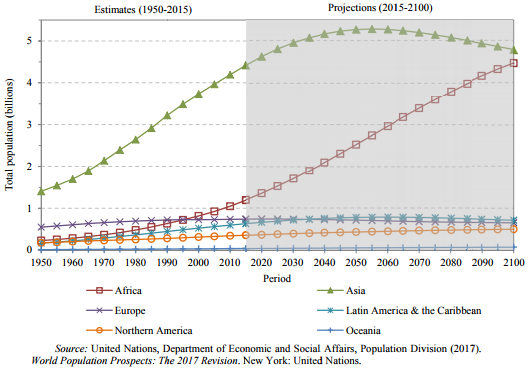 Estimates (1950-2015) Projections (2015-2100)
Total population (billions)
5
4
3
2
1
0
1950 1960 1970 1980 1990 2000 2010 2020 2030 2040 2050 2060 2070 2080 2090 2100
Period
Africa Asia
Europe Latin America & the Caribbean
Northern America Oceania
Source: United Nations, Department of Economic and Social Affairs, Population Division (2017).
World Population Prospects: The 2017 Revision. New York: United Nations.